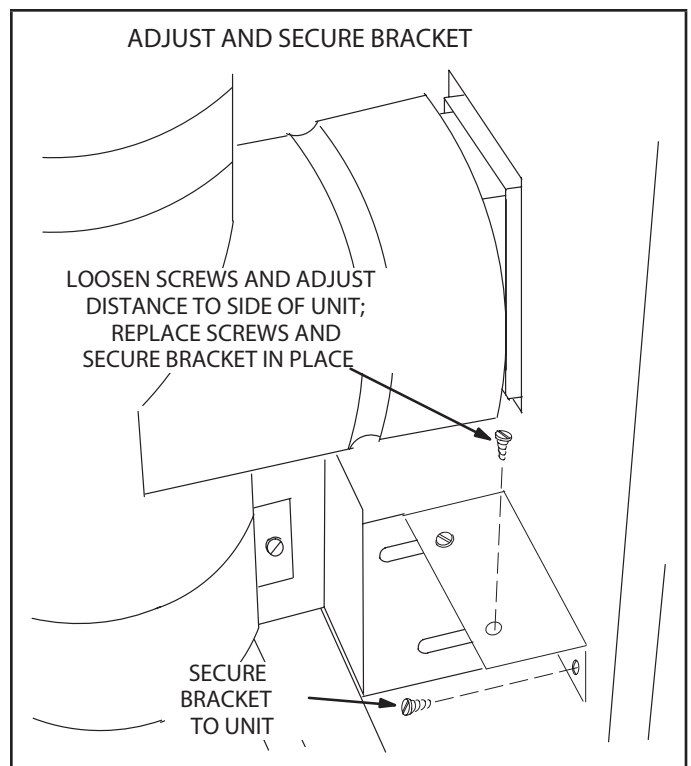 ADJUST AND SECURE BRACKET
LOOSEN SCREWS AND ADJUST
DISTANCE TO SIDE OF UNIT;
REPLACE SCREWS AND
SECURE BRACKET IN PLACE
SECURE
BRACKET
TO UNIT